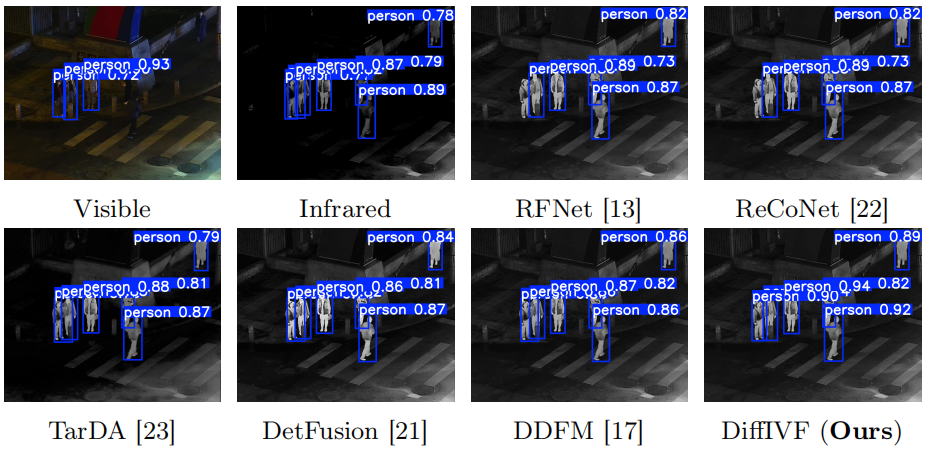 person 0.93
person 0.72
Visible
person 0.78
0.87 0.79
person 0.89
Infrared
person 0.82
person 0.89 0.73
person 0.87
RFNet [13]
person 0.82
person 0.89 0.73
person 0.87
ReCoNet [22]
person 0.79
person 0.88 0.81
person 0.87
TarDA [23]
person 0.84
person 0.86 0.81
person 0.87
DetFusion [21]
person 0.86
person 0.87 0.82
person 0.86
DDFM [17]
person 0.89
person 0.94 0.82
person 0.90
person 0.92
DiffIVF (Ours)